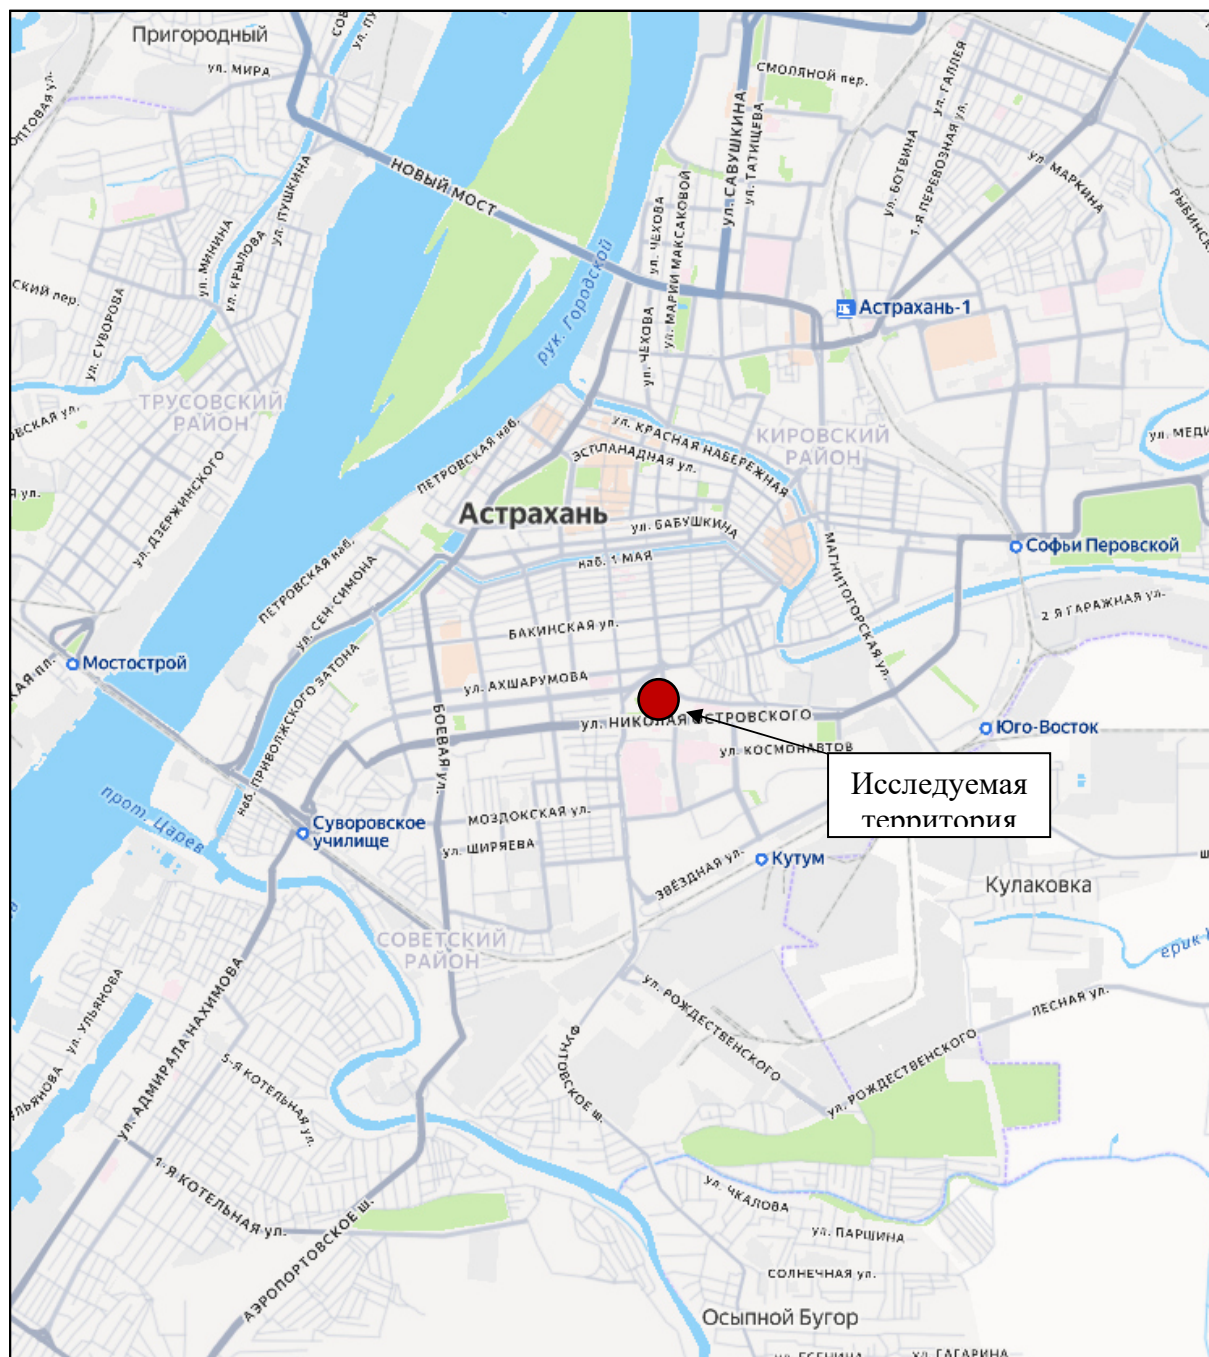 Пригородный
ул. МИРА
СМОЛЯНОЙ пер.
ул. ГАЛЛЕЯ
ул. САВУШКИНА
ул. ТАТИЩЕВА
ул. БОТВИНА
1-Я ПЕРЕВОЗНАЯ ул.
ул. МАРКИНА
НОВЫЙ МОСТ
ул. ПУШКИНА
ул. МИНИНА
ул. КРЫЛОВА
ул. СУВОРОВА
ул. ЧЕХОВА
ул. МАРИИ МАКСАКОВОЙ
рук. Городской
ул. ЧЕХОВА
Астрахань-1
ТРУСОВСКИЙ
РАЙОН
ПЕТРОВСКАЯ наб.
ул. КРАСНАЯ НАБЕРЕЖНАЯ
ЭСПЛАНАДНАЯ ул.
КИРОВСКИЙ
РАЙОН
ул. ДЗЕРЖИНСКОГО
Астрахань
ул. БАБУШКИНА
наб. 1 МАЯ
МАГНИТОГОРСКАЯ ул.
Софьи Перовской
ПЕТРОВСКАЯ наб.
ул. СЕН-СИМОНА
2 Я ГАРАЖНАЯ ул.
БАКИНСКАЯ ул.
Мостострой
наб. ПРИВОЛЖСКОГО ЗАТОНА
ул. АХШАРУМОВА
БОЕВАЯ ул.
ул. НИКОЛАЯ ОСТРОВСКОГО
Юго-Восток
ул. КОСМОНАВТОВ
Исследуемая
территория
прот. Царев
МОЗДОКСКАЯ ул.
Суворовское
училище
ул. ШИРЯЕВА
ЗВЁЗДНАЯ ул.
Кутум
Кулаковка
СОВЕТСКИЙ
РАЙОН
ерик
ул. УЛЬЯНОВА
ул. АДМИРАЛА НАХИМОВА
ул. РОЖДЕСТВЕНСКОГО
ЛЕСНАЯ ул.
ул. РОЖДЕСТВЕНСКОГО
ФУНТОВСКОЕ ш.
5-Я КОТЕЛЬНАЯ ул.
1-Я КОТЕЛЬНАЯ ул.
АЭРОПОРТОВСКОЕ ш.
ул. ЧКАЛОВА
ул. ПАРШИНА
СОЛНЕЧНАЯ ул.
Осыпной Бугор
ул. ГАГАРИНА